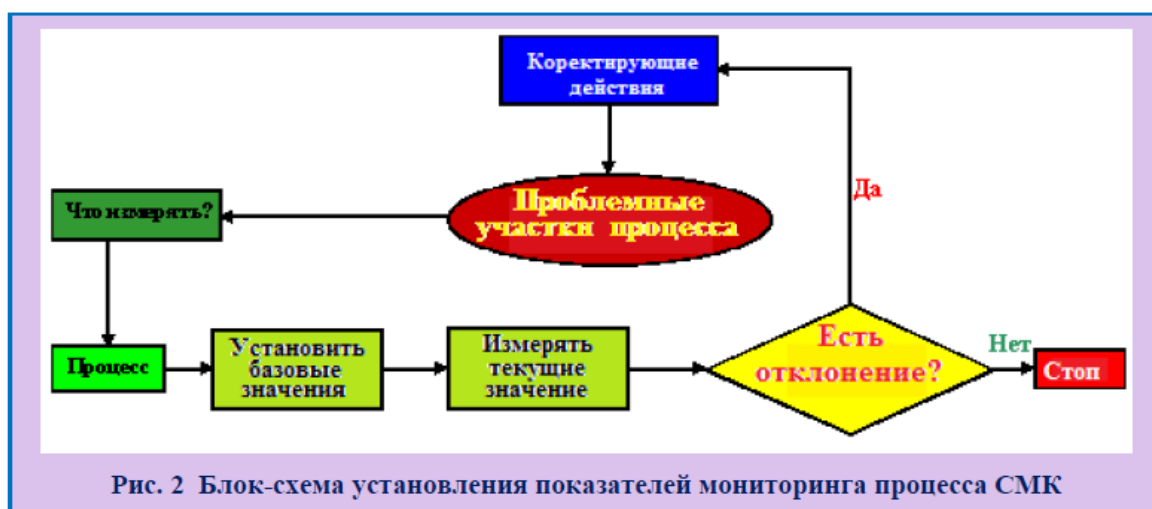 Коректирующие
действия
Проблемные
участки процесса
Да
Что измерять?
Процесс
Установить
базовые
значения
Измерять
текущие
значение
Есть
отклонение?
Нет
Стоп
Рис. 2 Блок-схема установления показателей мониторинга процесса СМК